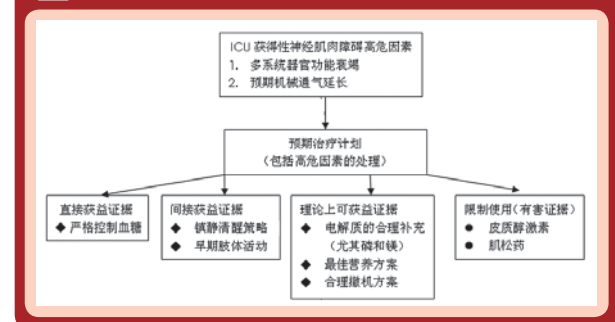 ICU 获得性神经肌肉障碍高危因素
1. 多系统器官功能衰竭
2. 预期机械通气延长
预期治疗计划
（包括高危因素的处理）
直接获益证据
◆ 严格控制血糖
间接获益证据
◆ 镇静清醒策略
◆ 早期肢体活动
理论上可获益证据
◆ 电解质的合理补充
（尤其磷和镁）
◆ 最佳营养方案
◆ 合理撤机方案
限制使用（有害证据）
● 皮质醇激素
● 肌松药